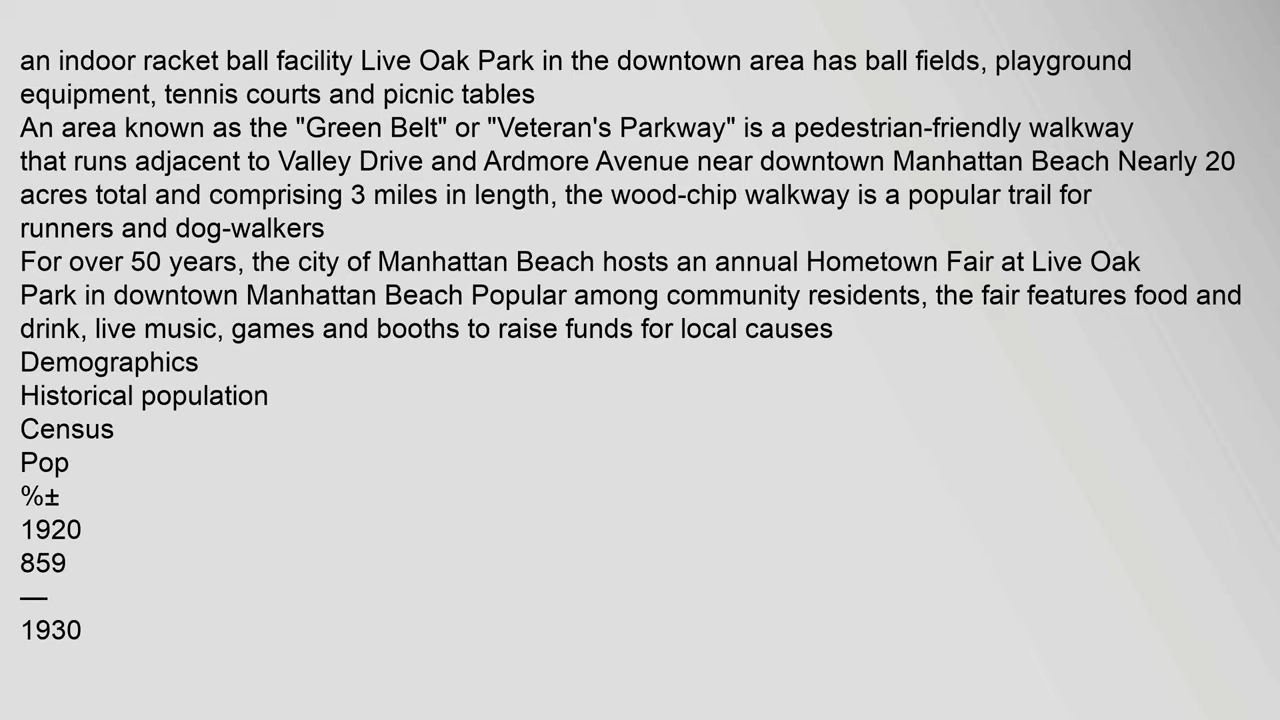 an indoor racket ball facility Live Oak Park in the downtown area has ball fields, playground
equipment, tennis courts and picnic tables
An area known as the "Green Belt" or "Veteran's Parkway" is a pedestrian-friendly walkway
that runs adjacent to Valley Drive and Ardmore Avenue near downtown Manhattan Beach Nearly 20
acres total and comprising 3 miles in length, the wood-chip walkway is a popular trail for
runners and dog-walkers
For over 50 years, the city of Manhattan Beach hosts an annual Hometown Fair at Live Oak
Park in downtown Manhattan Beach Popular among community residents, the fair features food and
drink, live music, games and booths to raise funds for local causes
Demographics
Historical population
Census
Pop
%±
1920
859
—
1930